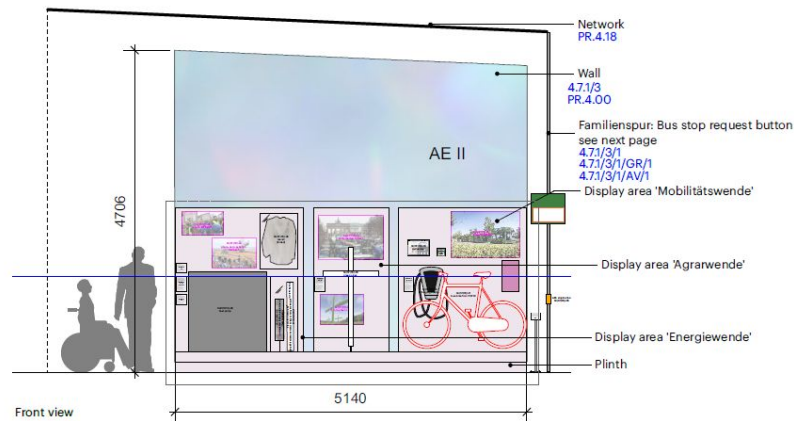 Network
PR.4.18
Wall
4.7.1/3
PR.4.00
Familienspur: Bus stop request button
see next page
4.7.1/3/1
4.7.1/3/1/GR/1
4.7.1/3/1/AV/1
AE II
Display area 'Mobilitätswende'
4706
Display area 'Agrarwende'
Display area 'Energiewende'
Plinth
5140
Front view